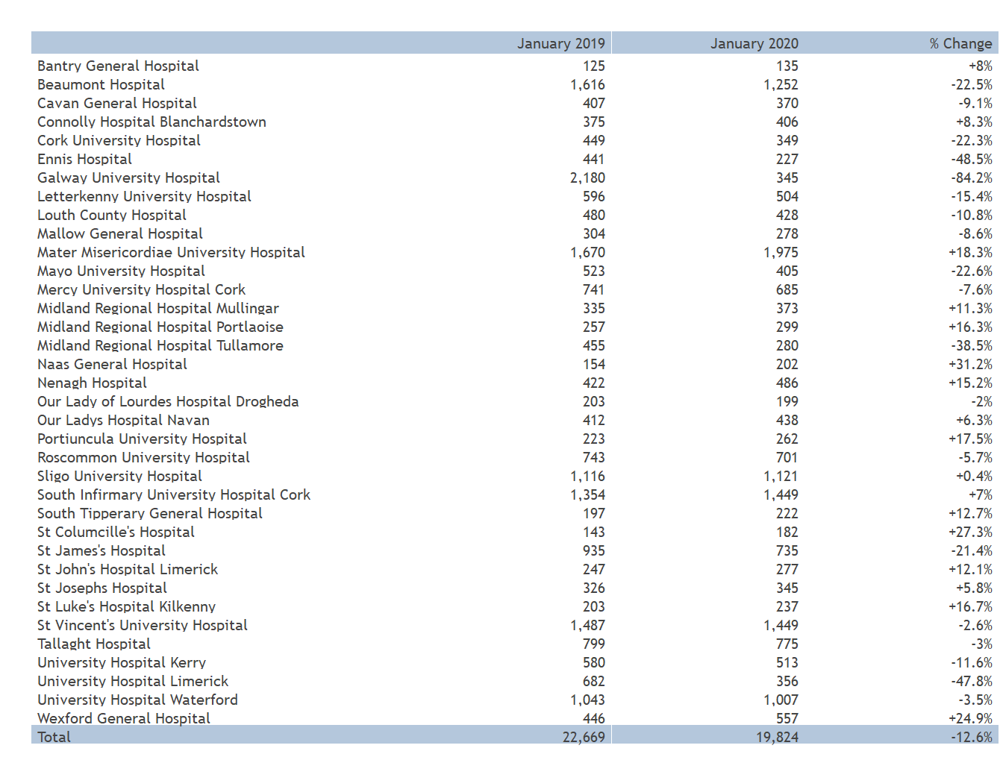 January 2019 January 2020 % Change
Bantry General Hospital 125 135 +8%
Beaumont Hospital 1,616 1,252 -22.5%
Cavan General Hospital 407 370 -9.1%
Connolly Hospital Blanchardstown 375 406 +8.3%
Cork University Hospital 449 349 -22.3%
Ennis Hospital 441 227 -48.5%
Galway University Hospital 2,180 345 -84.2%
Letterkenny University Hospital 596 504 -15.4%
Louth County Hospital 480 428 -10.8%
Mallow General Hospital 304 278 -8.6%
Mater Misericordiae University Hospital 1,670 1,975 +18.3%
Mayo University Hospital 523 405 -22.6%
Mercy University Hospital Cork 741 685 -7.6%
Midland Regional Hospital Mullingar 335 373 +11.3%
Midland Regional Hospital Portlaoise 257 299 +16.3%
Midland Regional Hospital Tullamore 455 280 -38.5%
Naas General Hospital 154 202 +31.2%
Nenagh Hospital 422 486 +15.2%
Our Lady of Lourdes Hospital Drogheda 203 199 -2%
Our Ladys Hospital Navan 412 438 +6.3%
Portiuncula University Hospital 223 262 +17.5%
Roscommon University Hospital 743 701 -5.7%
Sligo University Hospital 1,116 1,121 +0.4%
South Infirmary University Hospital Cork 1,354 1,449 +7%
South Tipperary General Hospital 197 222 +12.7%
St Columcille's Hospital 143 182 +27.3%
St James's Hospital 935 735 -21.4%
St John's Hospital Limerick 247 277 +12.1%
St Josephs Hospital 326 345 +5.8%
St Luke's Hospital Kilkenny 203 237 +16.7%
St Vincent's University Hospital 1,487 1,449 -2.6%
Tallaght Hospital 799 775 -3%
University Hospital Kerry 580 513 -11.6%
University Hospital Limerick 682 356 -47.8%
University Hospital Waterford 1,043 1,007 -3.5%
Wexford General Hospital 446 557 +24.9%
Total 22,669 19,824 -12.6%